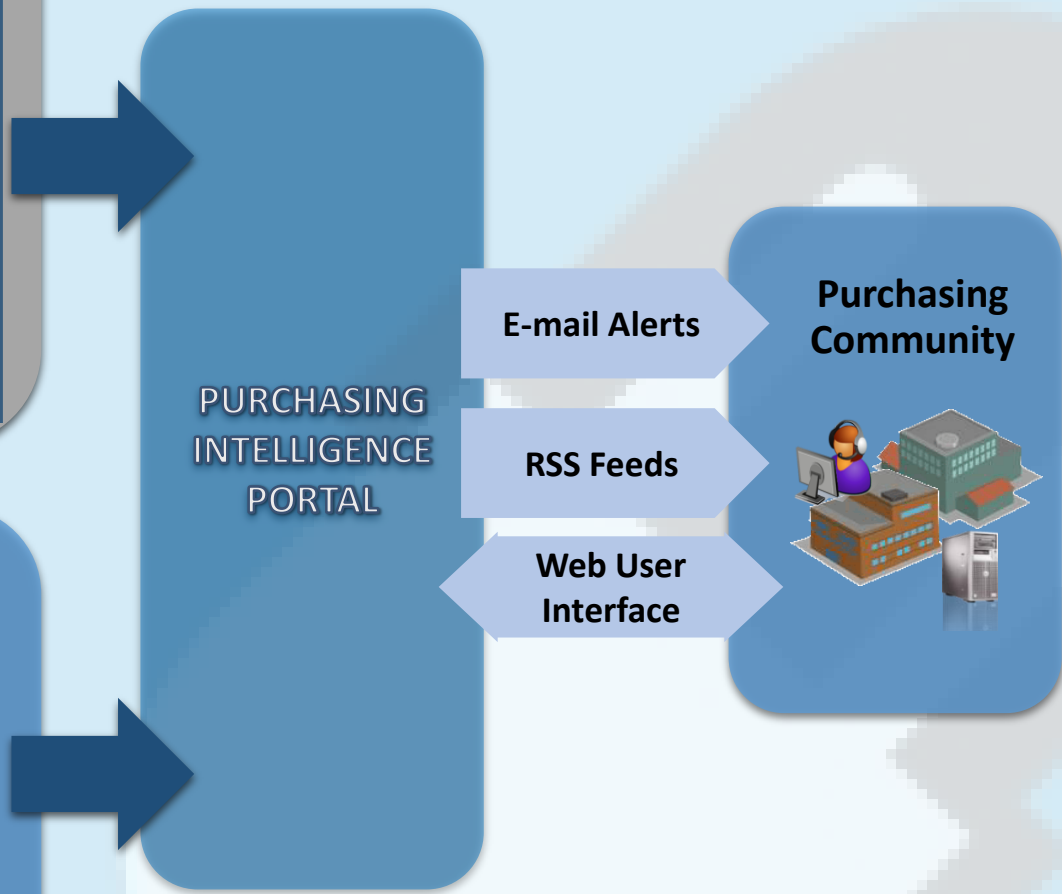 PURCHASING
INTELLIGENCE
PORTAL
E-mail Alerts
RSS Feeds
Web User
Interface
Purchasing
Community